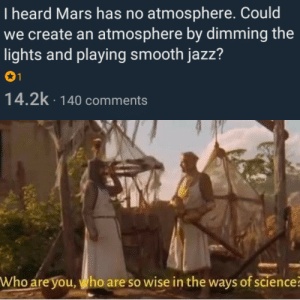 I heard Mars has no atmosphere. Could
we create an atmosphere by dimming the
lights and playing smooth jazz?
1
14.2k · 140 comments
Who are you, who are so wise in the ways of science?